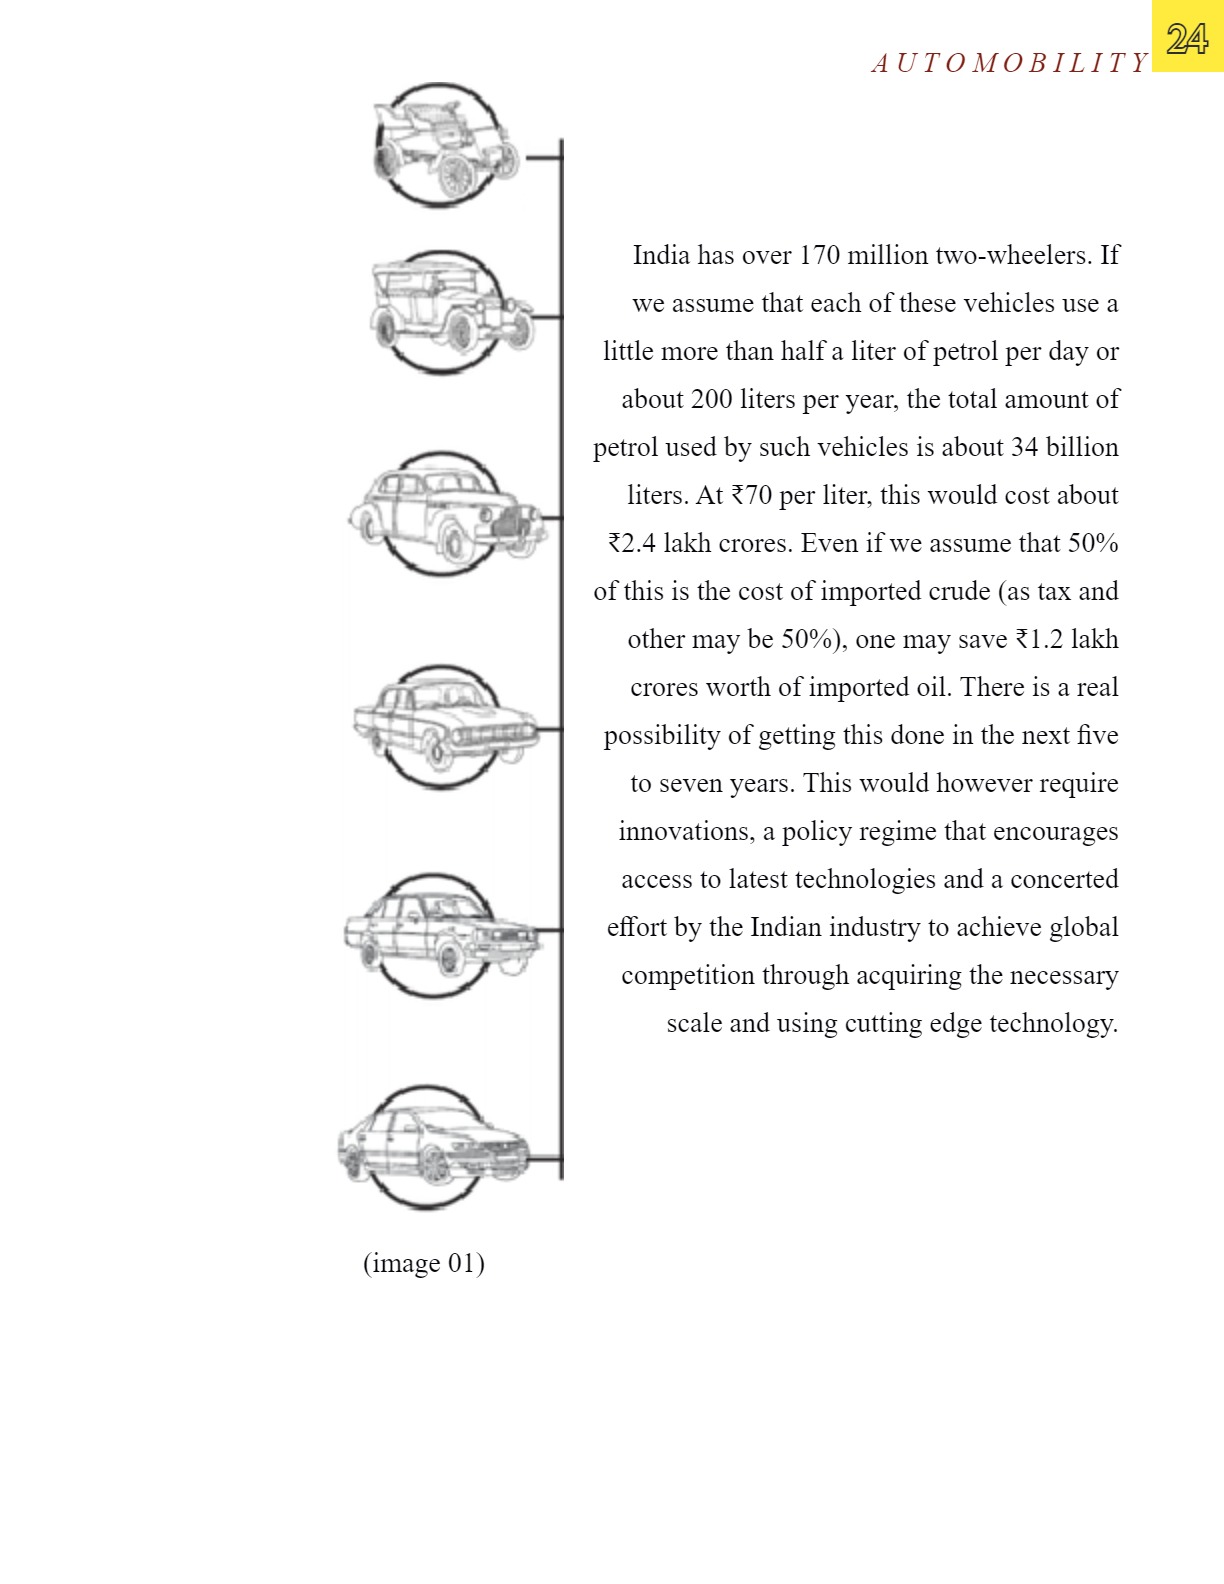 24
AUTOMOBILITY
India has over 170 million two-wheelers. If
we assume that each of these vehicles use a
little more than half a liter of petrol per day or
about 200 liters per year, the total amount of
petrol used by such vehicles is about 34 billion
liters. At ₹70 per liter, this would cost about
₹2.4 lakh crores. Even if we assume that 50%
of this is the cost of imported crude (as tax and
other may be 50%), one may save ₹1.2 lakh
crores worth of imported oil. There is a real
possibility of getting this done in the next five
to seven years. This would however require
innovations, a policy regime that encourages
access to latest technologies and a concerted
effort by the Indian industry to achieve global
competition through acquiring the necessary
scale and using cutting edge technology.
(image 01)